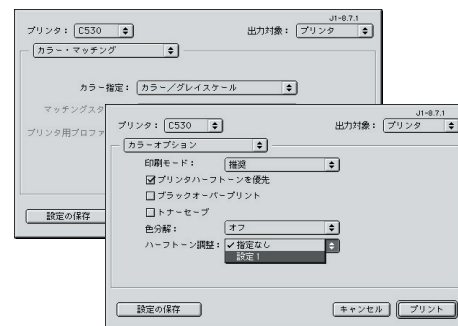 J1-8.7.1
プリンタ： C530 出力対象： プリンタ
カラー・マッチング
カラー指定： カラー／グレイスケール
マッチングスタ
プリンタ用プロファ
設定の保存
J1-8.7.1
プリンタ： C530 出力対象： プリンタ
カラーオプション
印刷モード： 推奨
プリンタハーフトーンを優先
ブラックオーバープリント
トナーセーブ
色分解： オフ
ハーフトーン調整： ✓指定なし
設定 1
設定の保存 キャンセル プリント